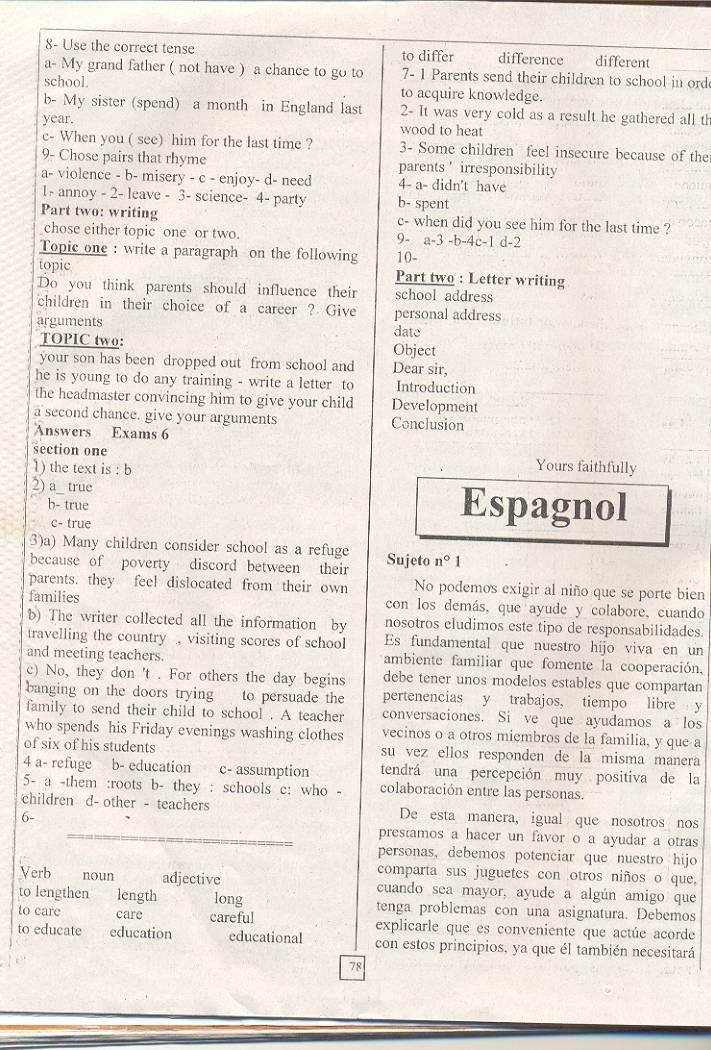 8- Use the correct tense
a- My grand father ( not have ) a chance to go to
school.
b- My sister (spend) a month in England last
year.
c- When you ( see) him for the last time ?
9- Chose pairs that rhyme
a- violence - b- misery - c - enjoy- d- need
1- annoy - 2- leave - 3- science- 4- party
Part two: writing
chose either topic one or two.
Topic one : write a paragraph on the following
topic
Do you think parents should influence their
children in their choice of a career ? Give
arguments
TOPIC two:
your son has been dropped out from school and
he is young to do any training - write a letter to
the headmaster convincing him to give your child
a second chance. give your arguments
Answers Exams 6
section one
1) the text is : b
2) a_ true
b- true
c- true
3)a) Many children consider school as a refuge
because of poverty discord between their
parents. they feel dislocated from their own
families
b) The writer collected all the information by
travelling the country , visiting scores of school
and meeting teachers.
c) No, they don 't . For others the day begins
banging on the doors trying to persuade the
family to send their child to school . A teacher
who spends his Friday evenings washing clothes
of six of his students
4 a- refuge b- education c- assumption
5- a -them :roots b- they : schools c: who -
children d- other - teachers
6-
Verb noun adjective
to lengthen length long
to care care careful
to educate education educational
to differ difference different
7- 1 Parents send their children to school in
to acquire knowledge.
2- It was very cold as a result he gathered all
wood to heat
3- Some children feel insecure because of
parents ' irresponsibility
4- a- didn't have
b- spent
c- when did you see him for the last time ?
9- a-3 -b-4c-1 d-2
10-
Part two : Letter writing
school address
personal address
date
Object
Dear sir,
Introduction
Development
Conclusion
Yours faithfully
Espagnol
Sujeto n° 1
No podemos exigir al niño que se porte bien
con los demás, que ayude y colabore, cuando
nosotros eludimos este tipo de responsabilidades.
Es fundamental que nuestro hijo viva en un
ambiente familiar que fomente la cooperación,
debe tener unos modelos estables que compartan
pertenencias y trabajos, tiempo libre y
conversaciones. Si ve que ayudamos a los
vecinos o a otros miembros de la familia, y que a
su vez ellos responden de la misma manera
tendrá una percepción muy positiva de la
colaboración entre las personas.
De esta manera, igual que nosotros nos
prestamos a hacer un favor o a ayudar a otras
personas, debemos potenciar que nuestro hijo
comparta sus juguetes con otros niños o que,
cuando sea mayor, ayude a algún amigo que
tenga problemas con una asignatura. Debemos
explicarle que es conveniente que actúe acorde
con estos principios, ya que él también necesitará
78